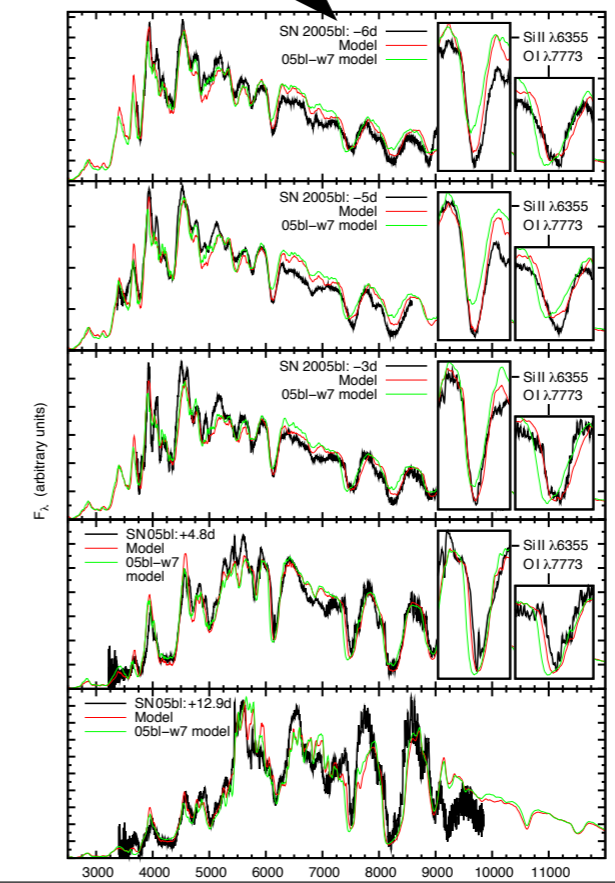 SN 2005bl: −6d
Model
05bl−w7 model
Si II λ6355
O I λ7773
SN 2005bl: −5d
Model
05bl−w7 model
Si II λ6355
O I λ7773
SN 2005bl: −3d
Model
05bl−w7 model
Si II λ6355
O I λ7773
Fλ (arbitrary units)
SN05bl:+4.8d
Model
05bl−w7
model
Si II λ6355
O I λ7773
SN05bl:+12.9d
Model
05bl−w7 model
3000 4000 5000 6000 7000 8000 9000 10000 11000